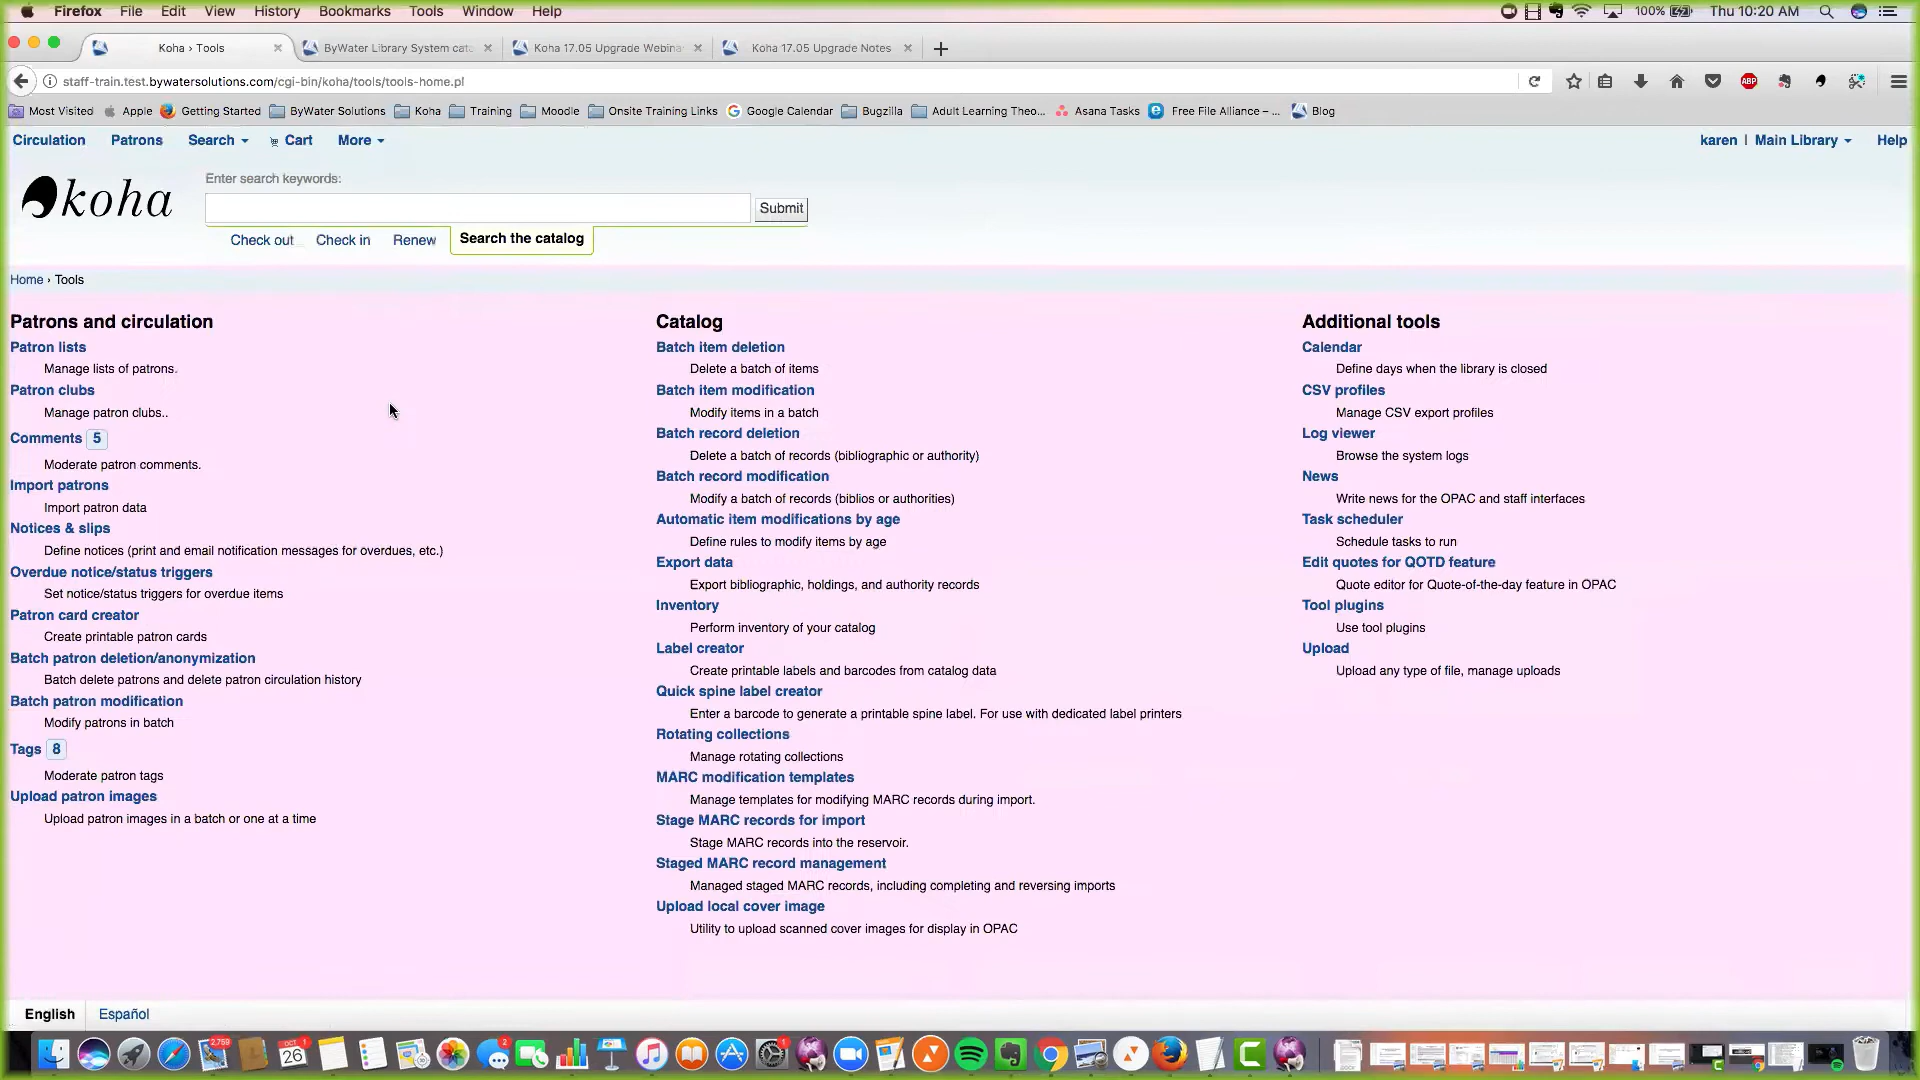 Firefox File Edit View History Bookmarks Tools Window Help 100% Thu 10:20 AM
Koha › Tools ByWater Library System cat Koha 17.05 Upgrade Webina Koha 17.05 Upgrade Notes
staff-train.test.bywatersolutions.com/cgi-bin/koha/tools/tools-home.pl ABP
Most Visited Apple Getting Started ByWater Solutions Koha Training Moodle Onsite Training Links Google Calendar Bugzilla Adult Learning Theo... Asana Tasks Free File Alliance – ... Blog
Circulation Patrons Search Cart More karen | Main Library Help
koha
Enter search keywords:
Submit
Check out Check in Renew Search the catalog
Home › Tools
Patrons and circulation
Patron lists
Manage lists of patrons.
Patron clubs
Manage patron clubs..
Comments 5
Moderate patron comments.
Import patrons
Import patron data
Notices & slips
Define notices (print and email notification messages for overdues, etc.)
Overdue notice/status triggers
Set notice/status triggers for overdue items
Patron card creator
Create printable patron cards
Batch patron deletion/anonymization
Batch delete patrons and delete patron circulation history
Batch patron modification
Modify patrons in batch
Tags 8
Moderate patron tags
Upload patron images
Upload patron images in a batch or one at a time
Catalog
Batch item deletion
Delete a batch of items
Batch item modification
Modify items in a batch
Batch record deletion
Delete a batch of records (bibliographic or authority)
Batch record modification
Modify a batch of records (biblios or authorities)
Automatic item modifications by age
Define rules to modify items by age
Export data
Export bibliographic, holdings, and authority records
Inventory
Perform inventory of your catalog
Label creator
Create printable labels and barcodes from catalog data
Quick spine label creator
Enter a barcode to generate a printable spine label. For use with dedicated label printers
Rotating collections
Manage rotating collections
MARC modification templates
Manage templates for modifying MARC records during import.
Stage MARC records for import
Stage MARC records into the reservoir.
Staged MARC record management
Managed staged MARC records, including completing and reversing imports
Upload local cover image
Utility to upload scanned cover images for display in OPAC
Additional tools
Calendar
Define days when the library is closed
CSV profiles
Manage CSV export profiles
Log viewer
Browse the system logs
News
Write news for the OPAC and staff interfaces
Task scheduler
Schedule tasks to run
Edit quotes for QOTD feature
Quote editor for Quote-of-the-day feature in OPAC
Tool plugins
Use tool plugins
Upload
Upload any type of file, manage uploads
English Español
2,759 OCT 26 2 1